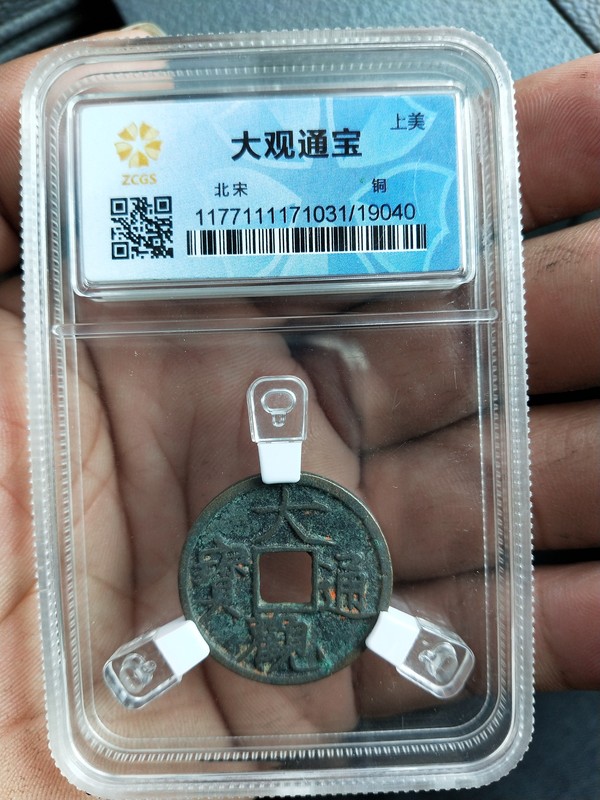 上美
大观通宝
ZCGS
北宋 铜
1177111171031/19040
大
寶 通
觀